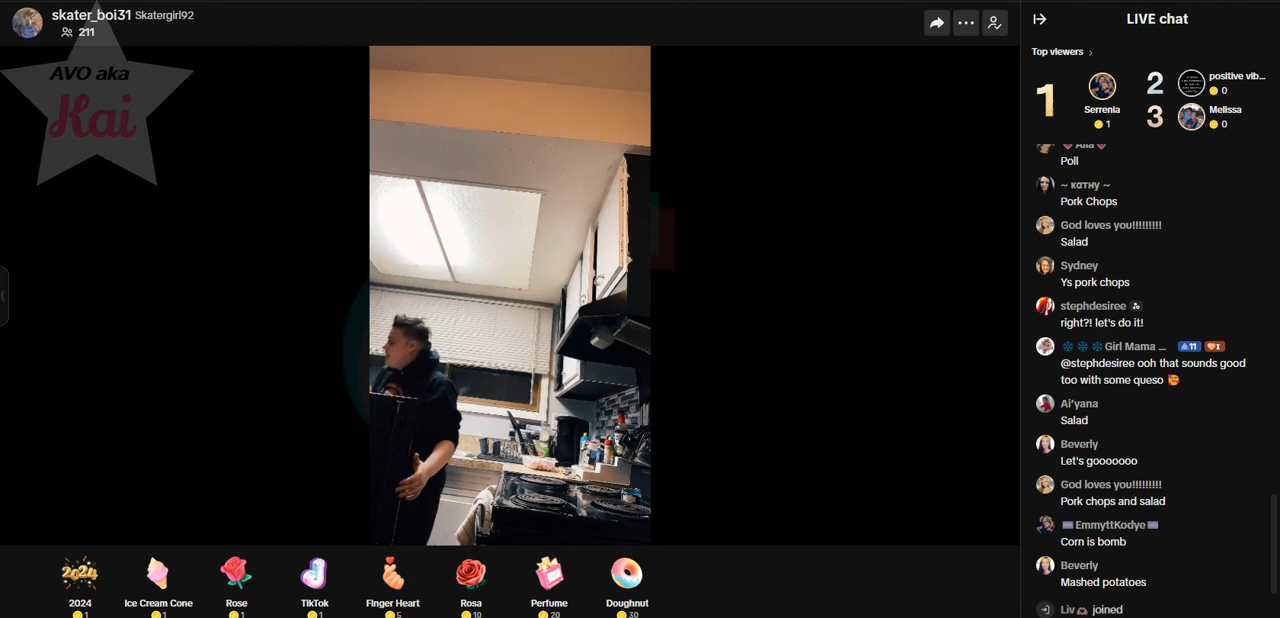 skater_boi31 Skatergirl92
211
AVO aka
Kai
LIVE chat
Top viewers
1
Serrenia
1
2
positive vib...
0
3
Melissa
0
Alia
Poll
~ καтнy ~
Pork Chops
God loves you!!!!!!!!!
Salad
Sydney
Ys pork chops
stephdesiree
right?! let's do it!
Girl Mama ... 11 I
@stephdesiree ooh that sounds good
too with some queso 🥰
Ai'yana
Salad
Beverly
Let's gooooooo
God loves you!!!!!!!!!
Pork chops and salad
EmmyttKodye
Corn is bomb
Beverly
Mashed potatoes
Liv joined
2024
2024
1
Ice Cream Cone
1
Rose
1
TikTok
1
Finger Heart
5
Rosa
10
Perfume
20
Doughnut
30